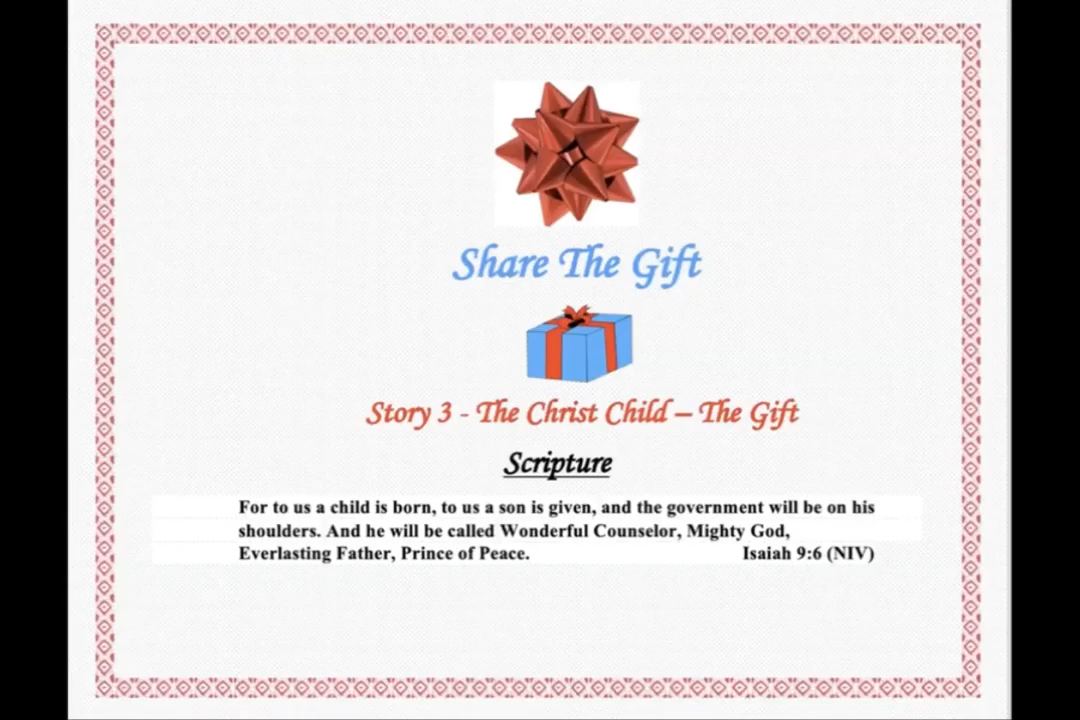 Share The Gift
Story 3 - The Christ Child – The Gift
Scripture
For to us a child is born, to us a son is given, and the government will be on his
shoulders. And he will be called Wonderful Counselor, Mighty God,
Everlasting Father, Prince of Peace. Isaiah 9:6 (NIV)